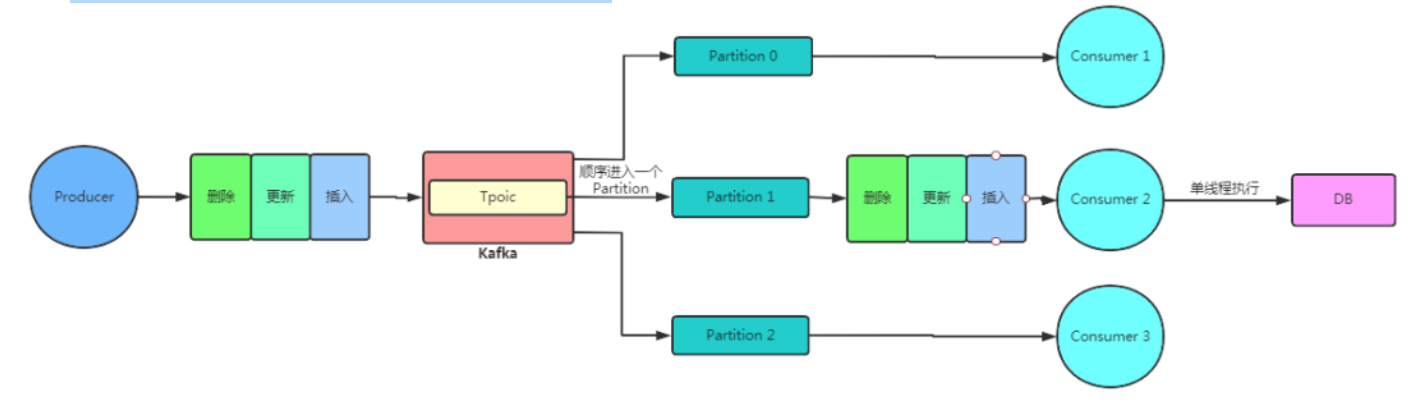 Producer
删除
更新
插入
Tpoic
Kafka
顺序进入一个
Partition
Partition 0
Partition 1
Partition 2
删除
更新
插入
Consumer 1
Consumer 2
Consumer 3
单线程执行
DB